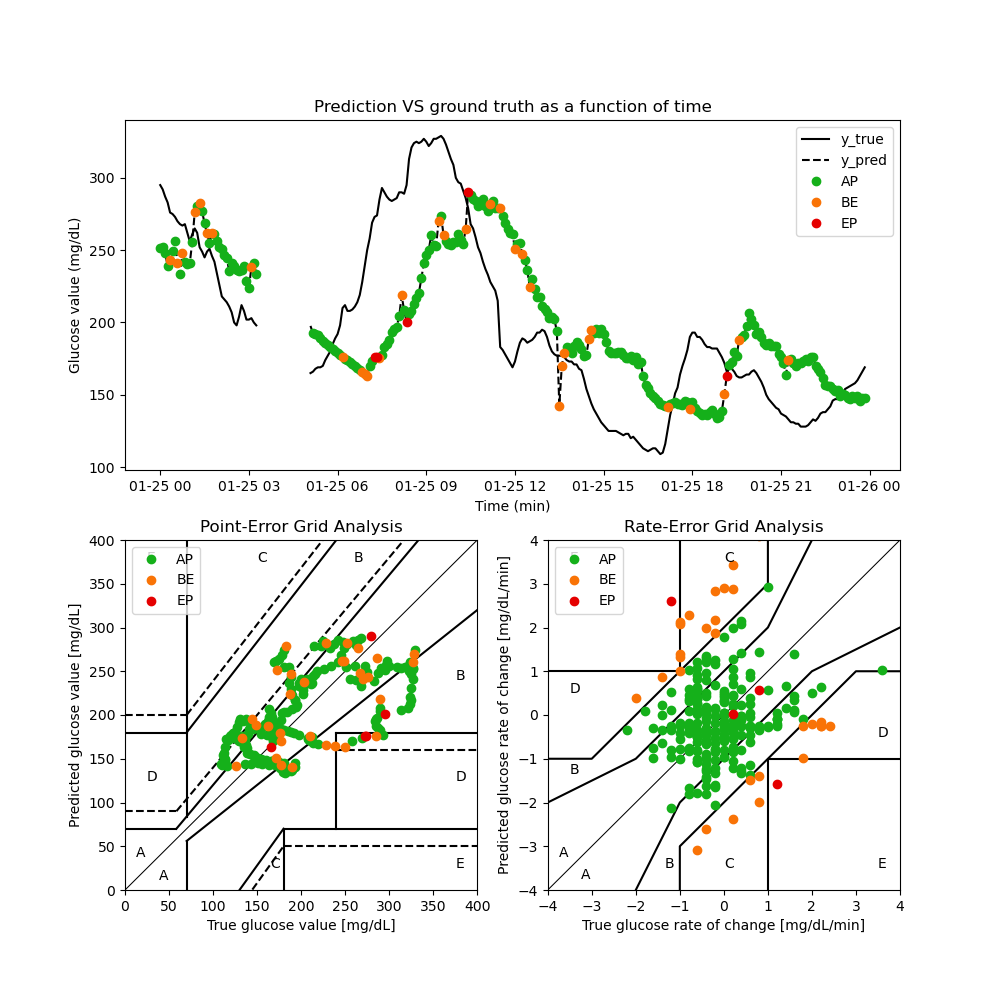 Prediction VS ground truth as a function of time
Glucose value (mg/dL)
300
250
200
150
100
y_true
y_pred
AP
BE
EP
01-25 00 01-25 03 01-25 06 01-25 09 01-25 12 01-25 15 01-25 18 01-25 21 01-26 00
Time (min)
Point-Error Grid Analysis
Predicted glucose value [mg/dL]
400
350
300
250
200
150
100
50
0
AP
BE
EP
C
B
B
D
D
A
A
C
E
0 50 100 150 200 250 300 350 400
True glucose value [mg/dL]
Rate-Error Grid Analysis
Predicted glucose rate of change [mg/dL/min]
4
3
2
1
0
−1
−2
−3
−4
AP
BE
EP
C
D
D
B
A
A
B
C
E
−4 −3 −2 −1 0 1 2 3 4
True glucose rate of change [mg/dL/min]